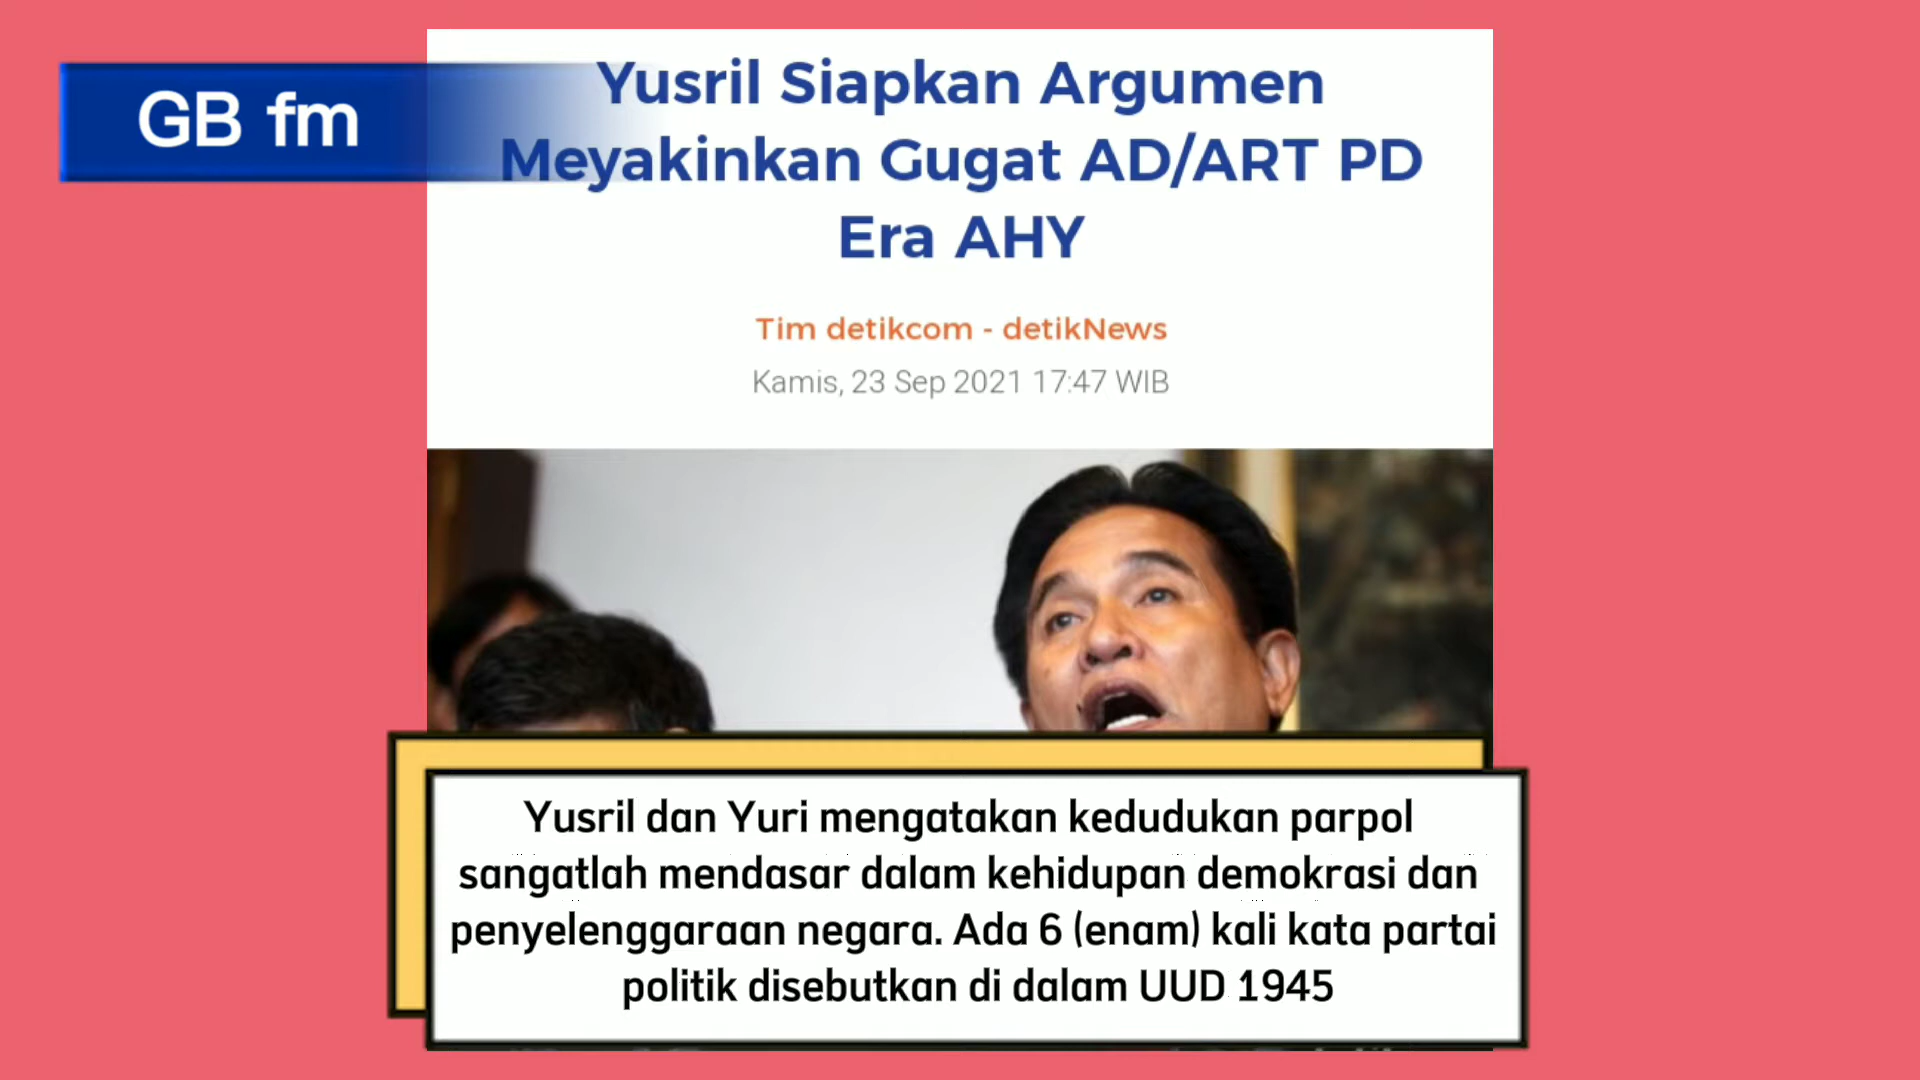 GB fm
Yusril Siapkan Argumen
Meyakinkan Gugat AD/ART PD
Era AHY
Tim detikcom - detikNews
Kamis, 23 Sep 2021 17:47 WIB
Yusril dan Yuri mengatakan kedudukan parpol
sangatlah mendasar dalam kehidupan demokrasi dan
penyelenggaraan negara. Ada 6 (enam) kali kata partai
politik disebutkan di dalam UUD 1945